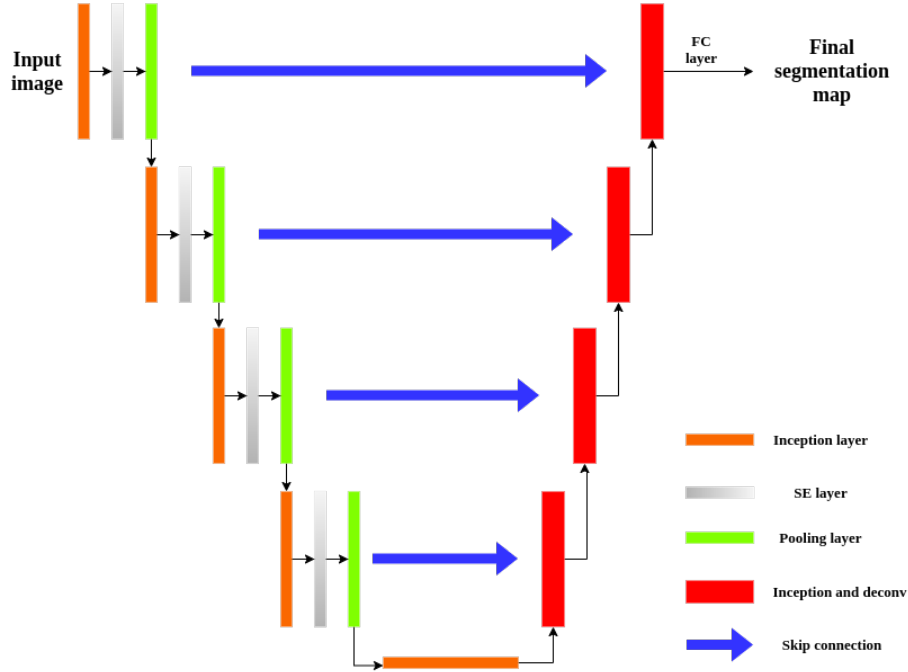 Input
image
FC
layer
Final
segmentation
map
Inception layer
SE layer
Pooling layer
Inception and deconv
Skip connection